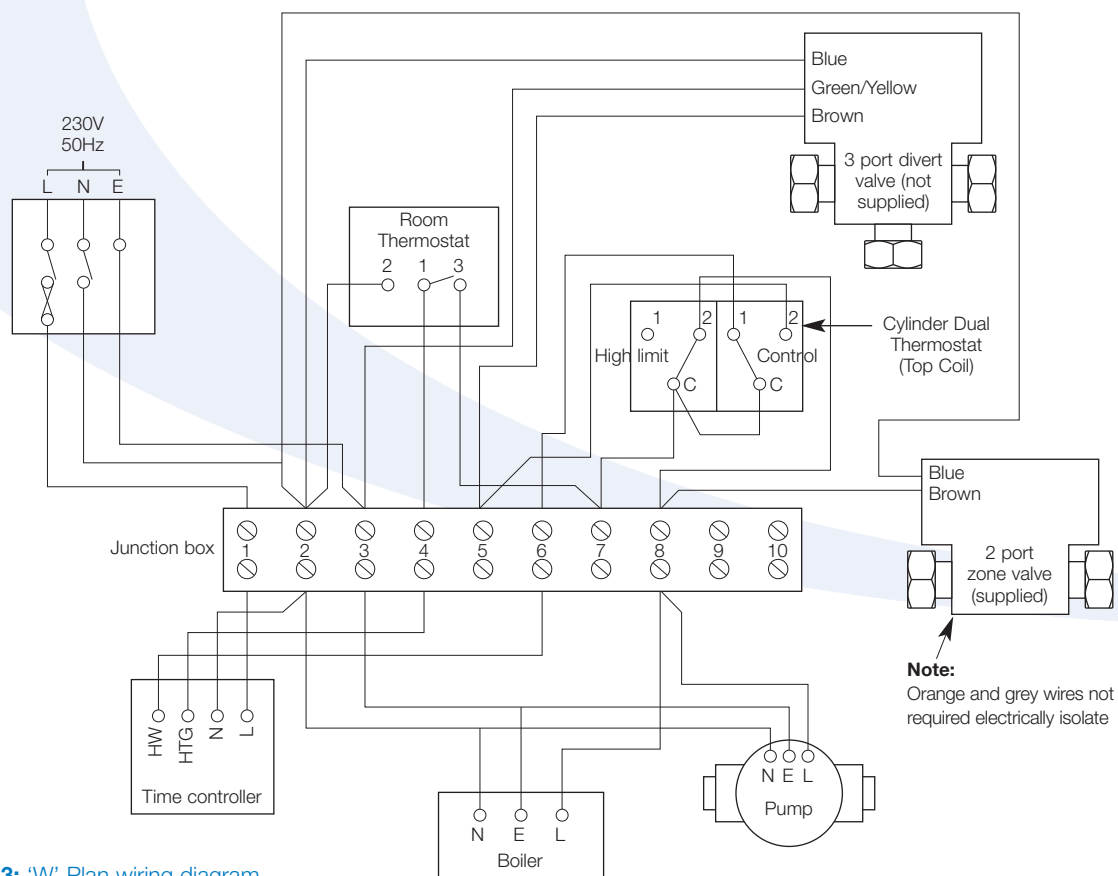 230V
50Hz
L N E
Room
Thermostat
2 1 3
Blue
Green/Yellow
Brown
3 port divert
valve (not
supplied)
1 2 1 2
High limit Control
C C
Cylinder Dual
Thermostat
(Top Coil)
Blue
Brown
2 port
zone valve
(supplied)
Note:
Orange and grey wires not
required electrically isolate
Junction box
1 2 3 4 5 6 7 8 9 10
HW HTG N L
Time controller
N E L
Boiler
N E L
Pump
3: ‘W’ Plan wiring diagram